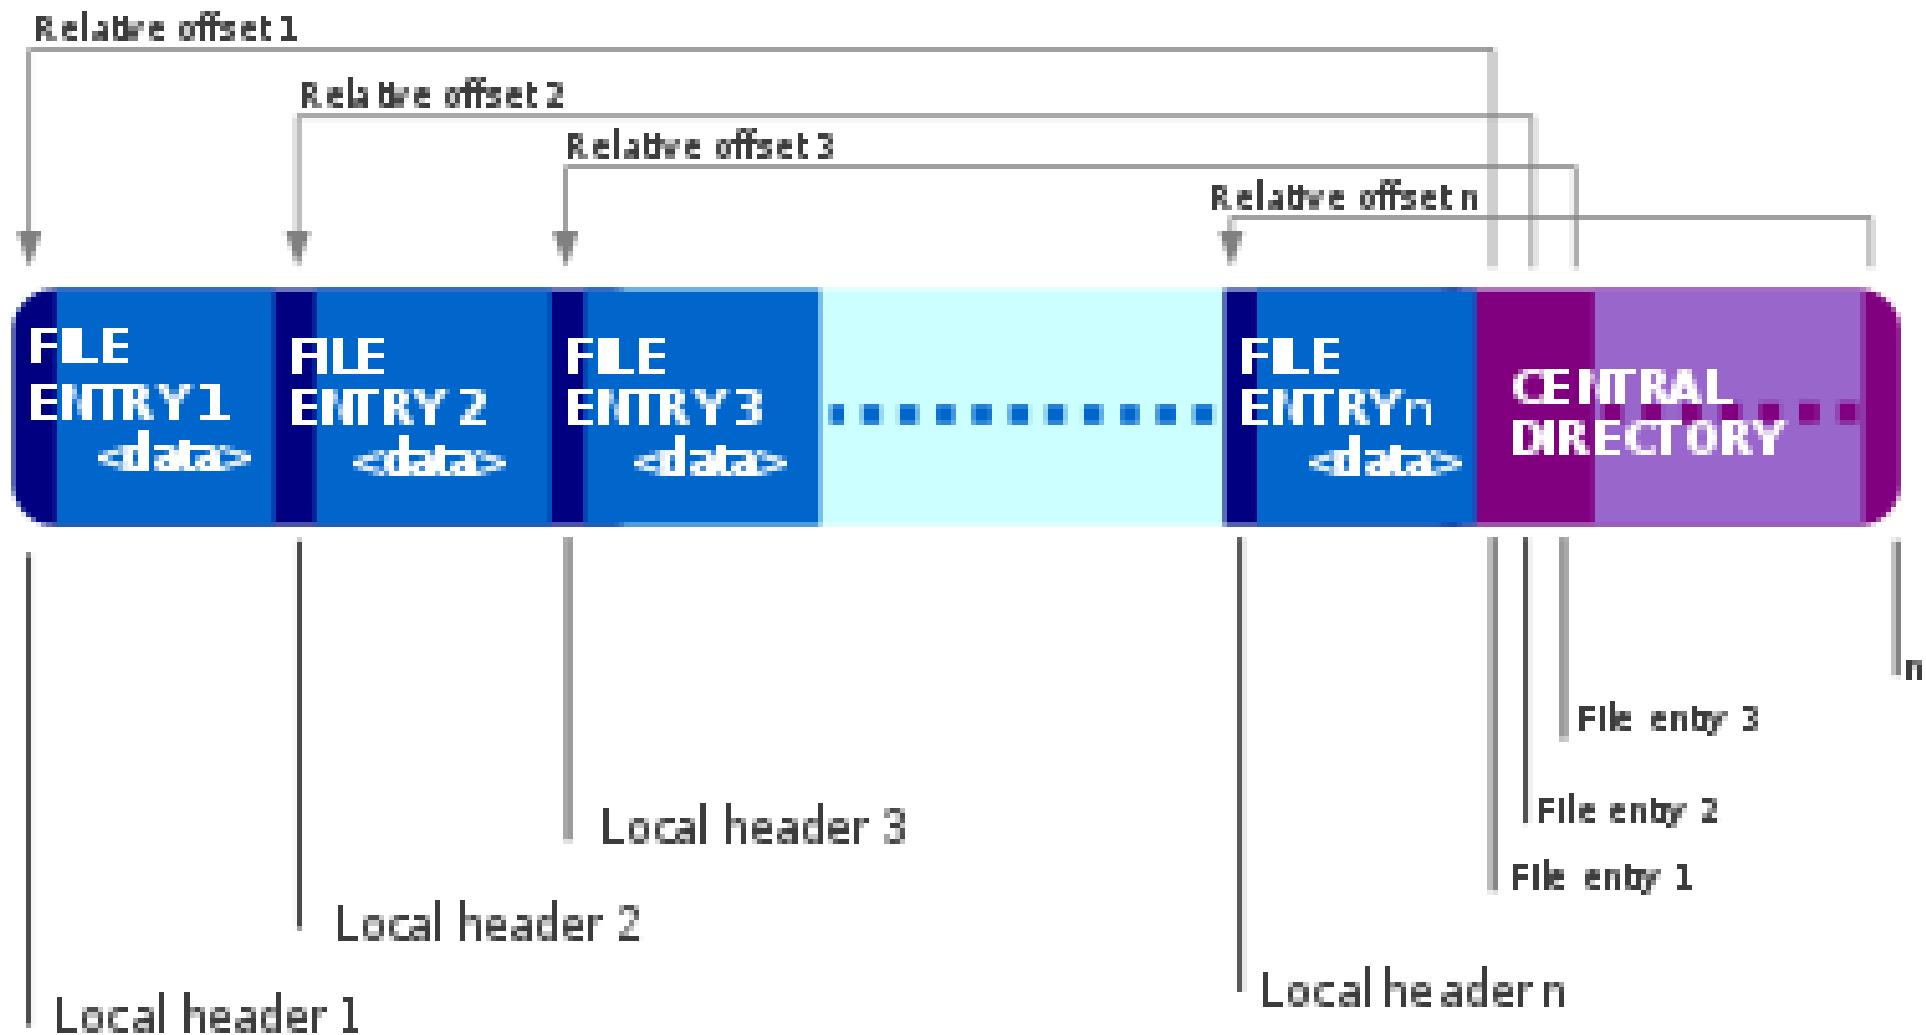 Relative offset 1
Relative offset 2
Relative offset 3
Relative offset n
FILE
ENTRY 1
<data>
FILE
ENTRY 2
<data>
FILE
ENTRY 3
<data>
FILE
ENTRY n
<data>
CENTRAL
DIRECTORY
n
File entry 3
File entry 2
File entry 1
Local header 3
Local header 2
Local header n
Local header 1